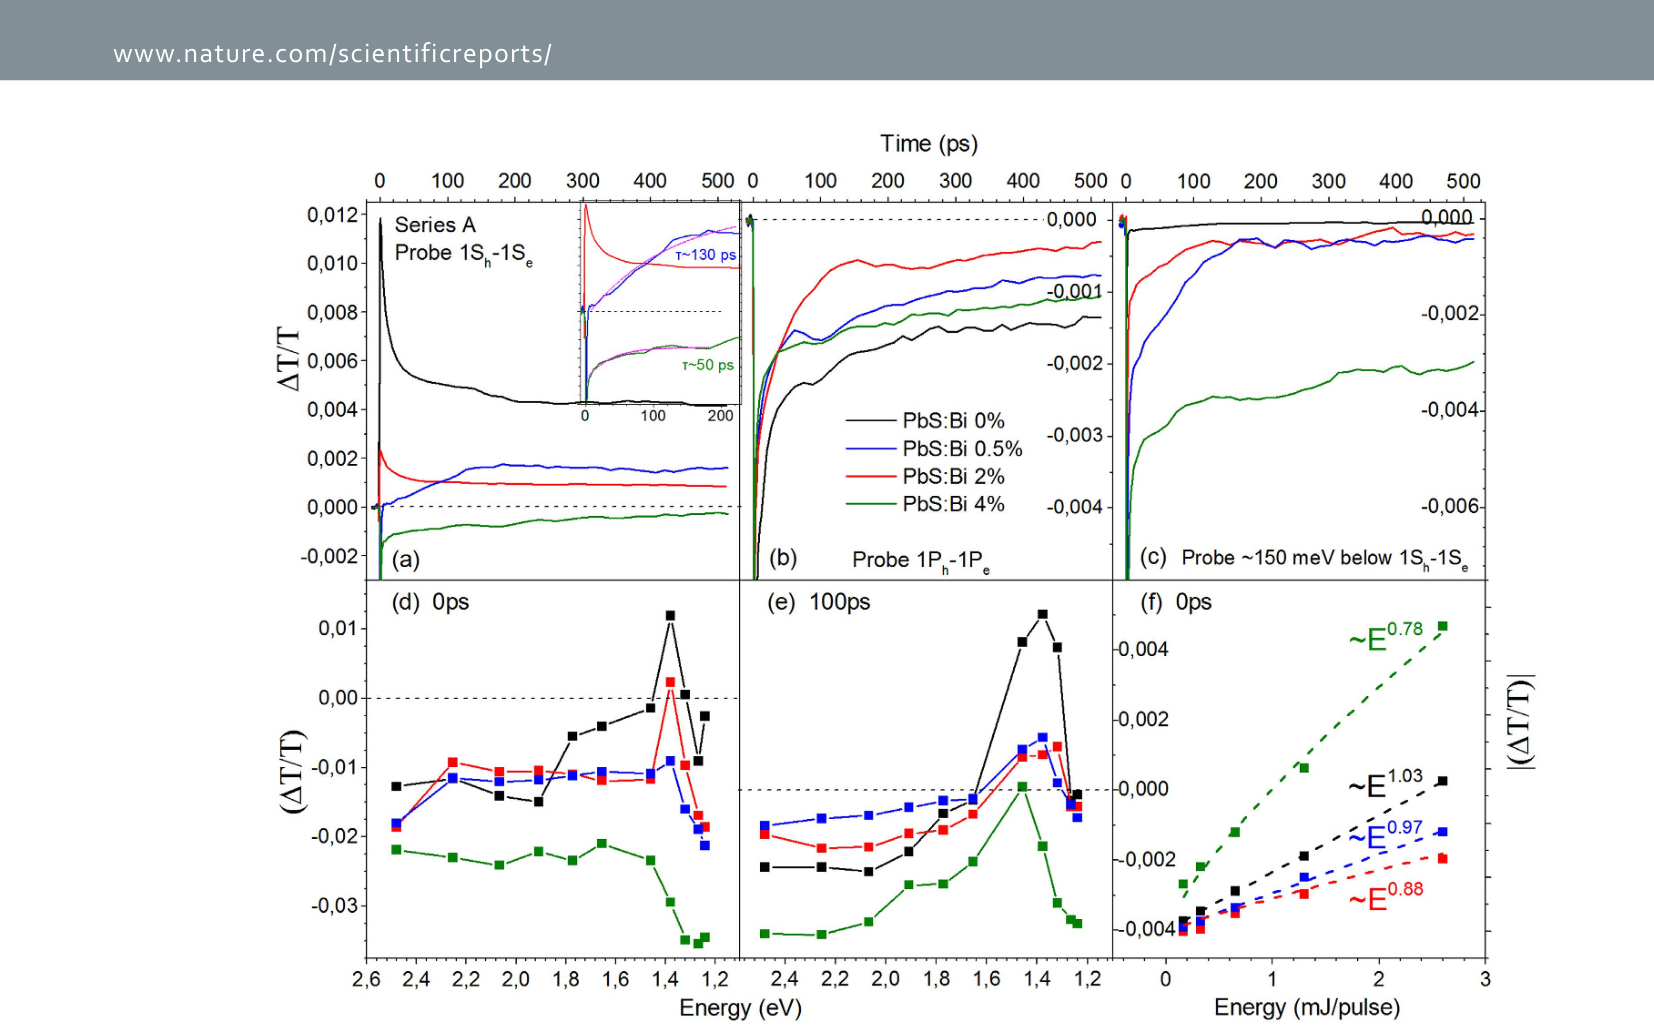 www.nature.com/scientificreports/
Time (ps)
0 100 200 300 400 500 0 100 200 300 400 500 0 100 200 300 400 500
0,012
0,010
0,008
0,006
0,004
0,002
0,000
-0,002
ΔT/T
Series A
Probe 1Sh-1Se
τ~130 ps
τ~50 ps
0 100 200
(a)
0,000
-0,001
-0,002
-0,003
-0,004
PbS:Bi 0%
PbS:Bi 0.5%
PbS:Bi 2%
PbS:Bi 4%
(b) Probe 1Ph-1Pe
0,000
-0,002
-0,004
-0,006
(c) Probe ~150 meV below 1Sh-1Se
(d) 0ps
0,01
0,00
-0,01
-0,02
-0,03
(ΔT/T)
2,6 2,4 2,2 2,0 1,8 1,6 1,4 1,2
(e) 100ps
0,004
0,002
0,000
-0,002
-0,004
2,4 2,2 2,0 1,8 1,6 1,4 1,2
Energy (eV)
(f) 0ps
~E0.78
~E1.03
~E0.97
~E0.88
|(ΔT/T)|
0 1 2 3
Energy (mJ/pulse)